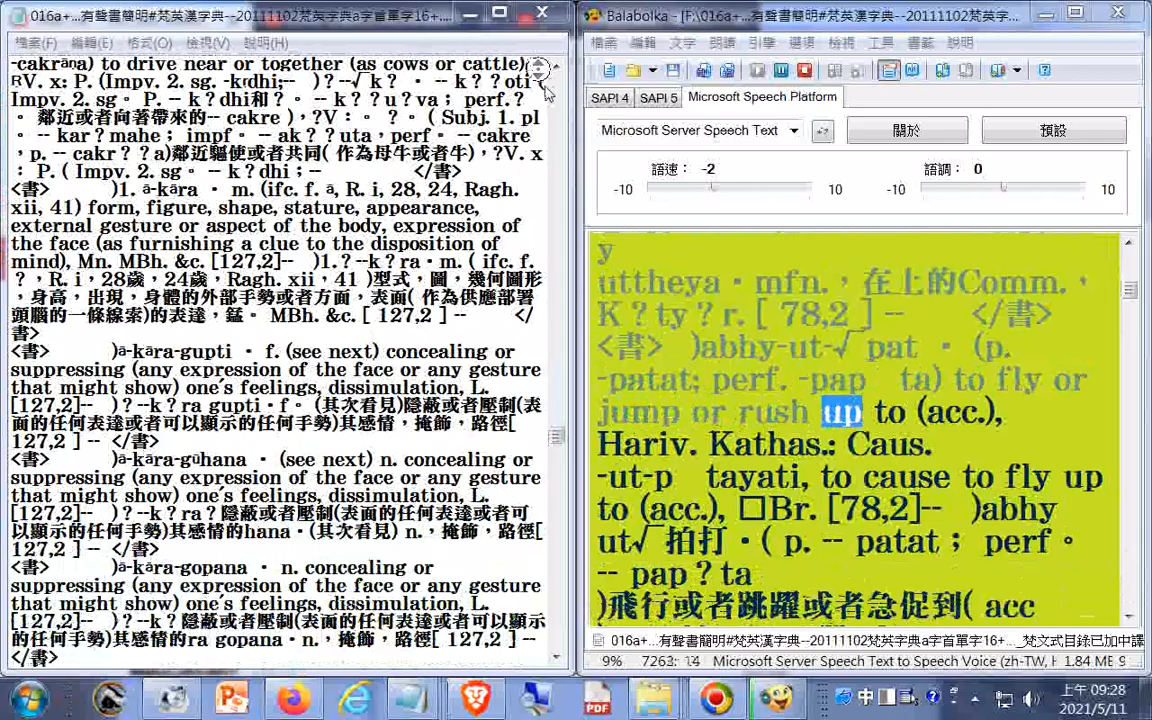 016a+...有聲書簡明#梵英漢字典--20111102梵英字典a字首單字16+...
檔案(F) 編輯(E) 格式(O) 檢視(V) 說明(H)
-cakrāṇa) to drive near or together (as cows or cattle),
RV. x: P. (Impv. 2. sg. -kṛdhi;-- )? --√ k ? · -- k ? ? oti (
Impv. 2. sg。 P. -- k ? dhi和 ? 。 -- k ? ? u ? va； perf. ?
。鄰近或者向著帶來的-- cakre )，?V： 。 ? 。 ( Subj. 1. pl
。 -- kar ? mahe； impf。 -- ak ? ? uta，perf。 -- cakre
，p. -- cakr ? ? a)鄰近驅使或者共同( 作為母牛或者牛)，?V. x
： P. ( Impv. 2. sg。 -- k ? dhi；-- </書>
<書> )1. ā-kāra · m. (ifc. f. ā, R. i, 28, 24, Ragh.
xii, 41) form, figure, shape, stature, appearance,
external gesture or aspect of the body, expression of
the face (as furnishing a clue to the disposition of
mind), Mn. MBh. &c. [127,2]-- )1. ? --k ? ra · m. ( ifc. f.
?，R. i，28歲，24歲，Ragh. xii，41 )型式，圖，幾何圖形
，身高，出現，身體的外部手勢或者方面，表面( 作為供應部署
頭腦的一條線索)的表達，錳。 MBh. &c. [ 127,2 ] -- </
書>
<書> )ā-kāra-gupti · f. (see next) concealing or
suppressing (any expression of the face or any gesture
that might show) one's feelings, dissimulation, L.
[127,2]-- )? --k ? ra gupti · f。 (其次看見)隱蔽或者壓制(表
面的任何表達或者可以顯示的任何手勢)其感情，掩飾，路徑[
127,2 ] -- </書>
<書> )ā-kāra-gūhana · (see next) n. concealing or
suppressing (any expression of the face or any gesture
that might show) one's feelings, dissimulation, L.
[127,2]-- )? --k ? ra ? 隱蔽或者壓制(表面的任何表達或者可
以顯示的任何手勢)其感情的hana · (其次看見) n.，掩飾，路徑[
127,2 ] -- </書>
<書> )ā-kāra-gopana · n. concealing or
suppressing (any expression of the face or any gesture
that might show) one's feelings, dissimulation, L.
[127,2]-- )? --k ? 隱蔽或者壓制(表面的任何表達或者可以顯示
的任何手勢)其感情的ra gopana · n.，掩飾，路徑[ 127,2 ] --
</書>
Balabolka - [F:\016a+...有聲書簡明#梵英漢字典--20111102梵英字...
檔案 編輯 文字 朗讀 引擎 選項 檢視 工具 書籤 說明
SAPI 4 SAPI 5 Microsoft Speech Platform
Microsoft Server Speech Text 關於 預設
語速： -2 語調： 0
-10 10 -10 10
y
uttheya · mfn.，在上的Comm.，
K ? ty ? r. [ 78,2 ] -- </書>
<書> )abhy-ut-√ pat · (p.
-patat; perf. -pap ta) to fly or
jump or rush up to (acc.),
Hariv. Kathas.: Caus.
-ut-p tayati, to cause to fly up
to (acc.), □Br. [78,2]-- )abhy
ut√ 拍打 · ( p. -- patat； perf。
-- pap ? ta
)飛行或者跳躍或者急促到( acc
016a+...有聲書簡明#梵英漢字典--20111102梵英字典a字首單字16+..._梵文式目錄已加中譯
9% 7263: 14 Microsoft Server Speech Text to Speech Voice (zh-TW, H 1.84 MB 9
中
上午 09:28
2021/5/11